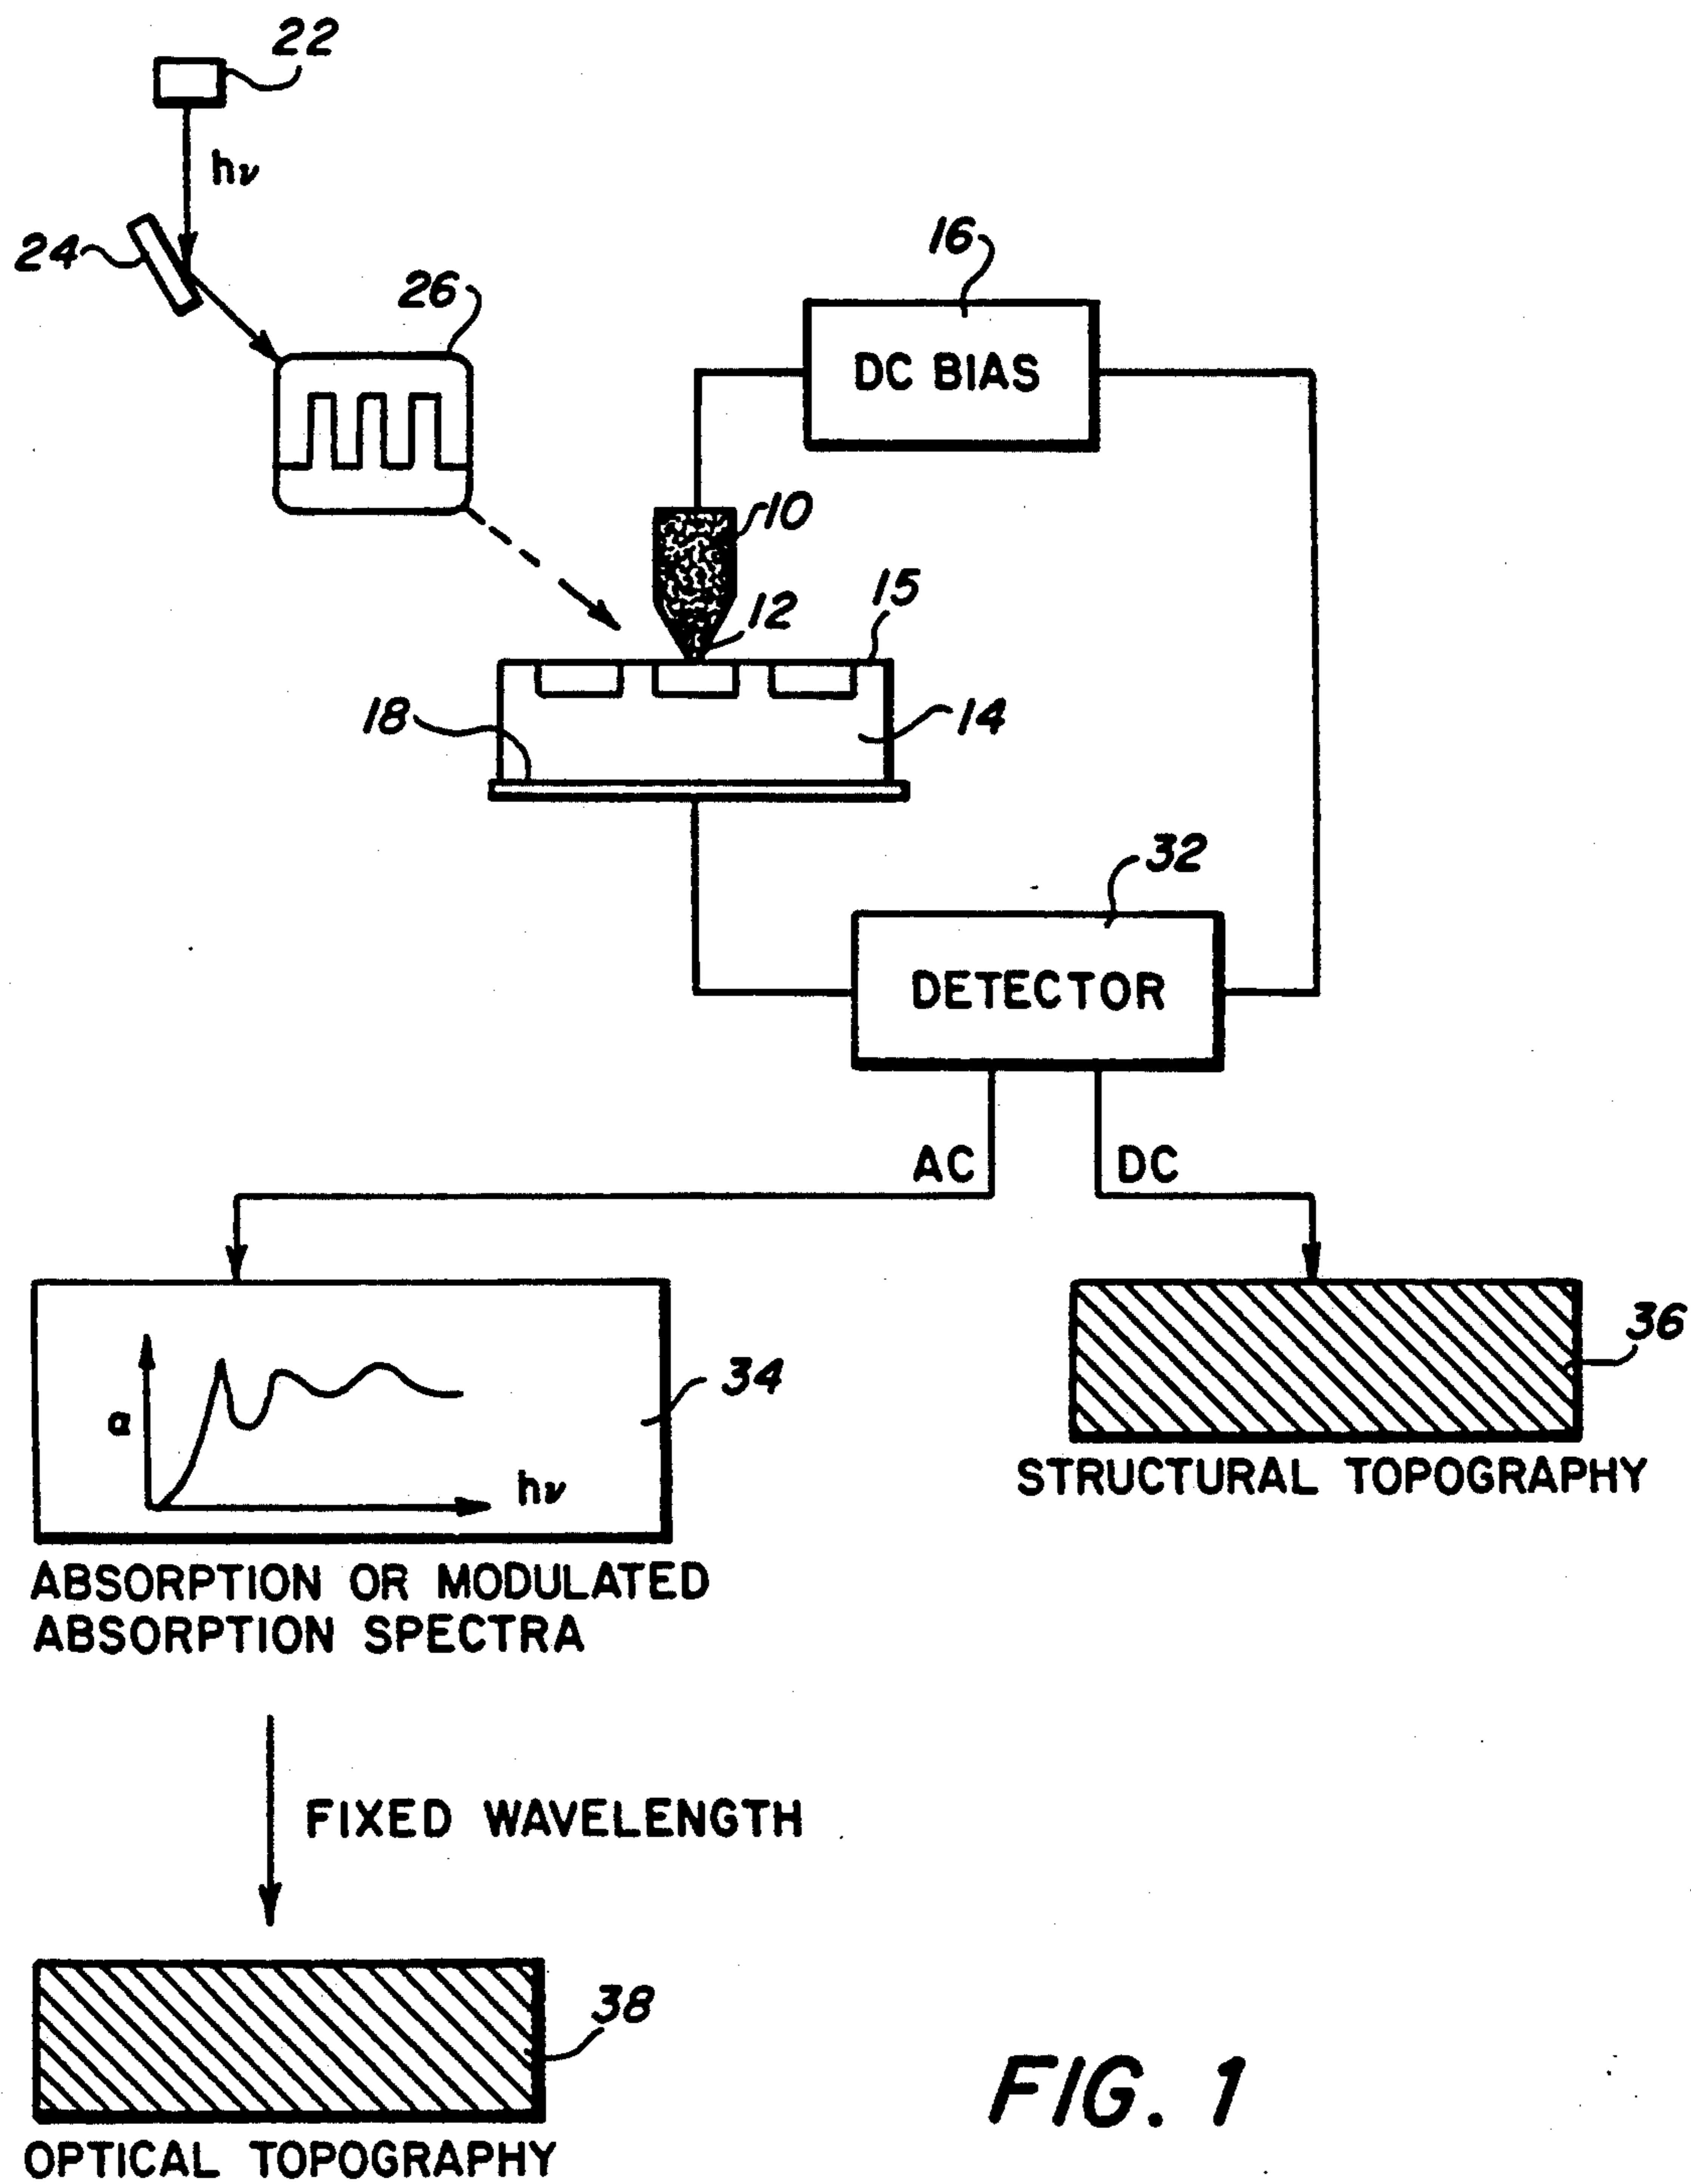 22
hν
24
26
16
DC BIAS
10
15
12
18
14
32
DETECTOR
AC
DC
α
hν
34
36
STRUCTURAL TOPOGRAPHY
ABSORPTION OR MODULATED
ABSORPTION SPECTRA
FIXED WAVELENGTH
38
OPTICAL TOPOGRAPHY
FIG. 1